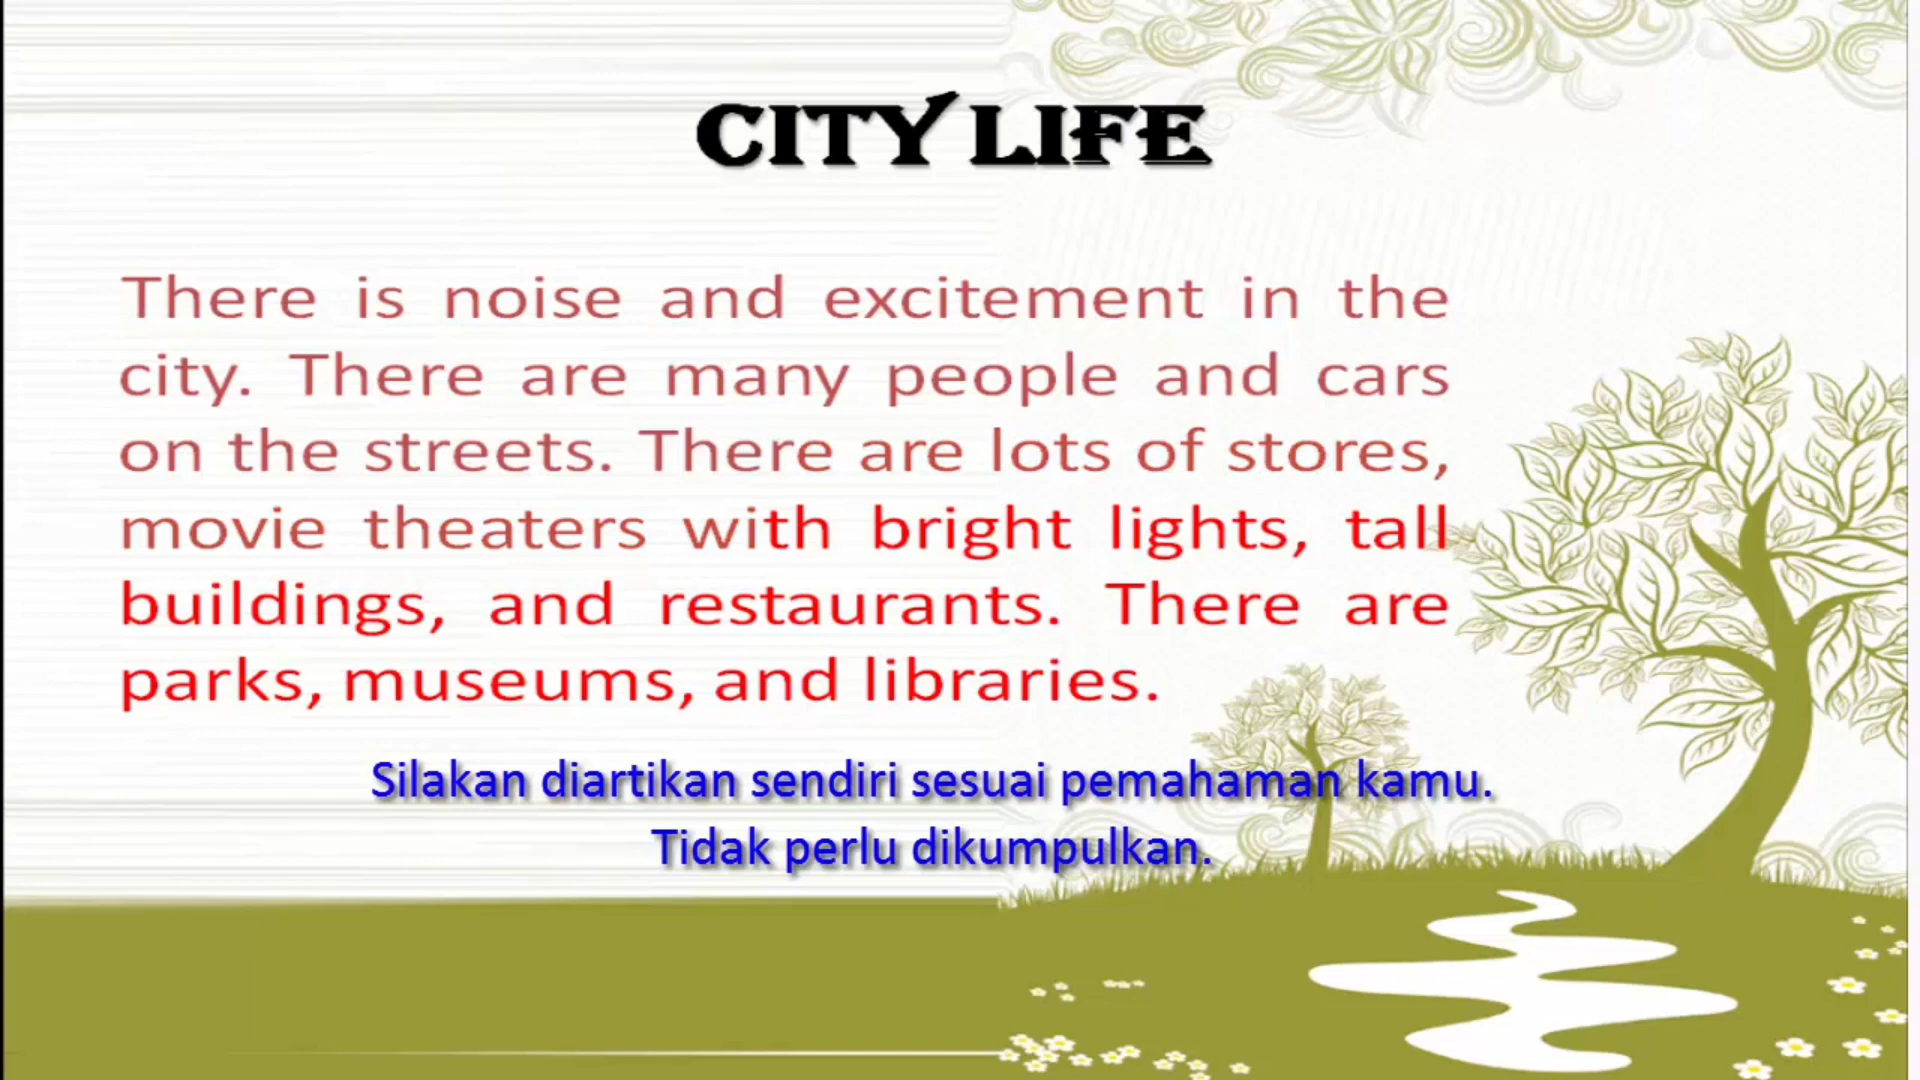 CITY LIFE
There is noise and excitement in the
city. There are many people and cars
on the streets. There are lots of stores,
movie theaters with bright lights, tall
buildings, and restaurants. There are
parks, museums, and libraries.
Silakan diartikan sendiri sesuai pemahaman kamu.
Tidak perlu dikumpulkan.